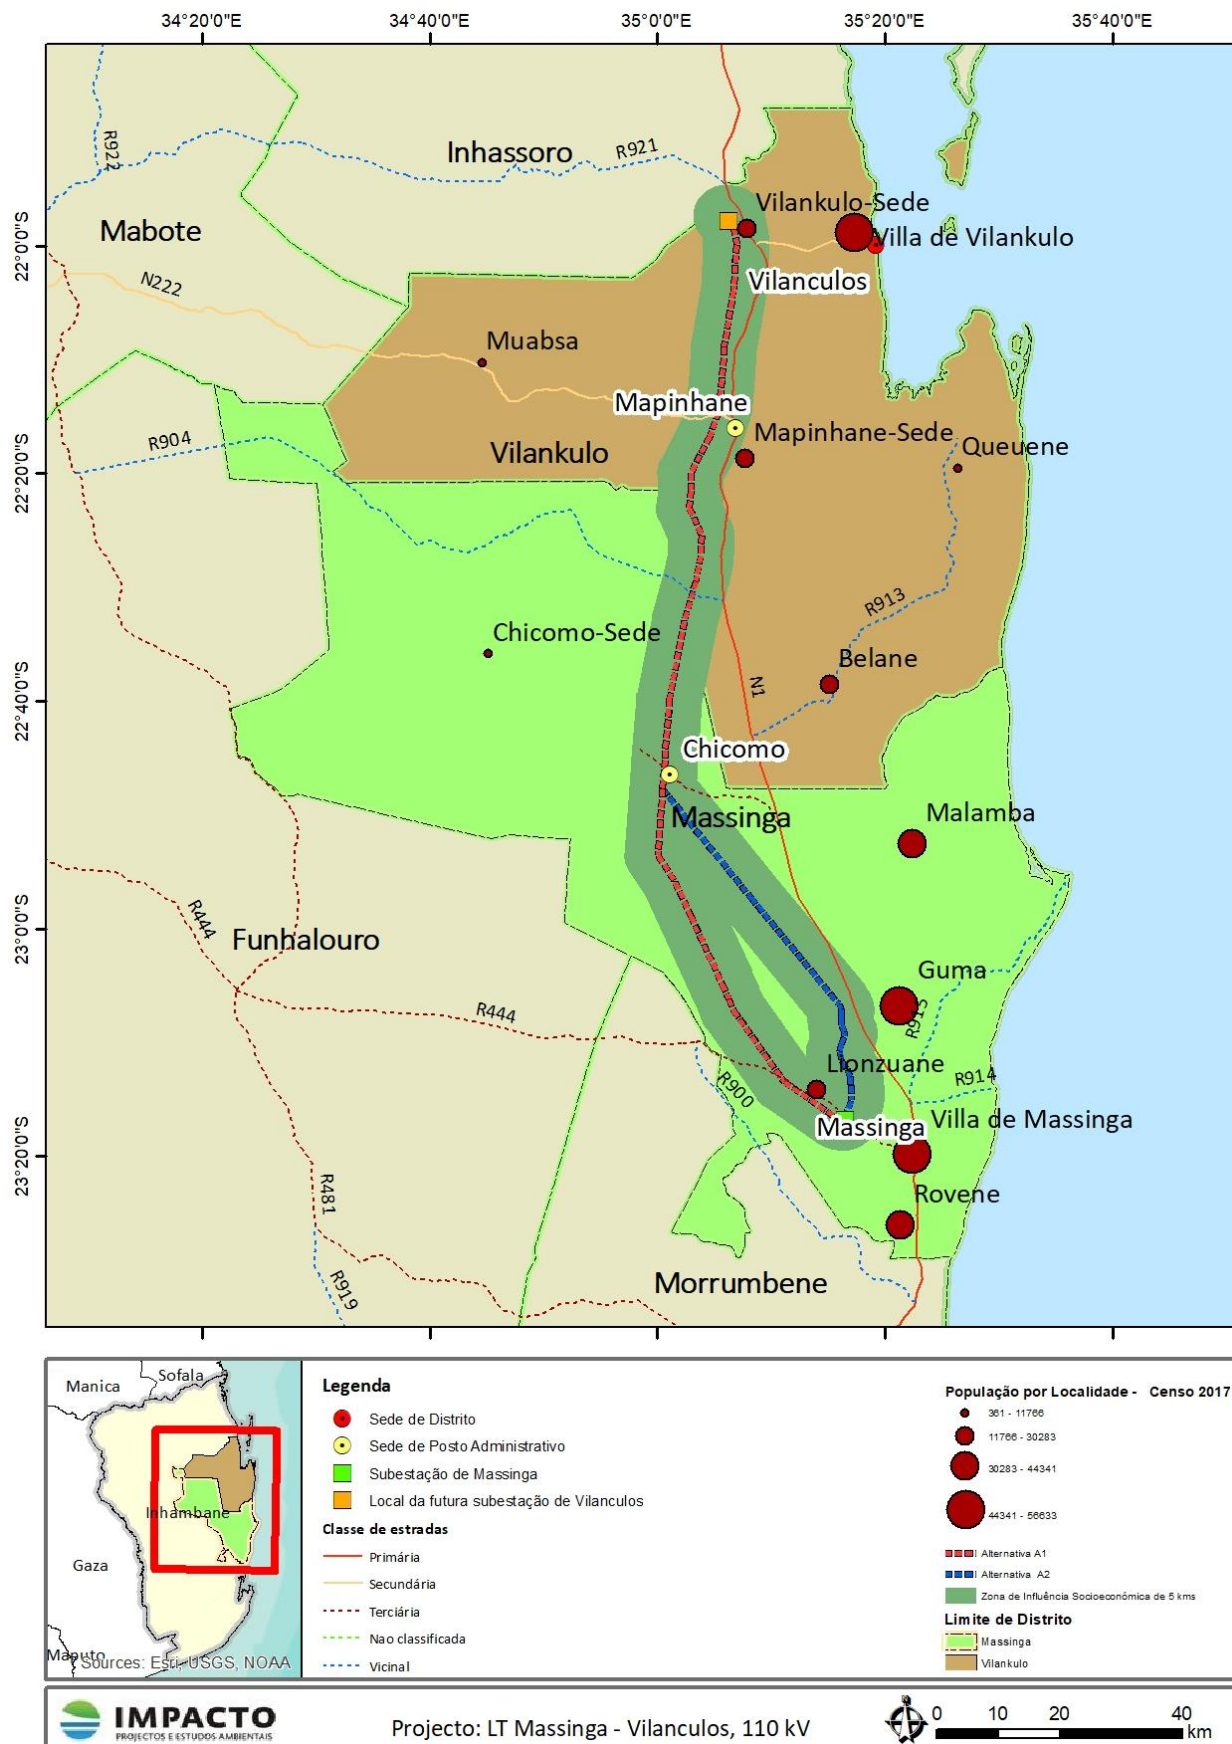 34°20'0"E
34°40'0"E
35°0'0"E
35°20'0"E
35°40'0"E
22°0'0"S
22°20'0"S
22°40'0"S
23°0'0"S
23°20'0"S
R922
Inhassoro
R921
Mabote
Vilankulo-Sede
Villa de Vilankulo
N222
Vilanculos
Muabsa
Mapinhane
R904
Vilankulo
Mapinhane-Sede
Queuene
R913
Chicomo-Sede
Belane
N1
Chicomo
Massinga
Malamba
R444
Funhalouro
Guma
R915
R444
Lionzuane
R900
R914
Massinga
Villa de Massinga
R481
Rovene
R919
Morrumbene
Manica
Sofala
Inhambane
Gaza
Maputo
Sources: Esri, USGS, NOAA
Legenda
Sede de Distrito
Sede de Posto Administrativo
Subestação de Massinga
Local da futura subestação de Vilanculos
Classe de estradas
Primária
Secundária
Terciária
Nao classificada
Vicinal
População por Localidade - Censo 2017
361 - 11766
11766 - 30283
30283 - 44341
44341 - 56633
Alternativa A1
Alternativa A2
Zona de Influência Socioeconómica de 5 kms
Limite de Distrito
Massinga
Vilankulo
IMPACTO
PROJECTOS E ESTUDOS AMBIENTAIS
Projecto: LT Massinga - Vilanculos, 110 kV
0 10 20 40
km